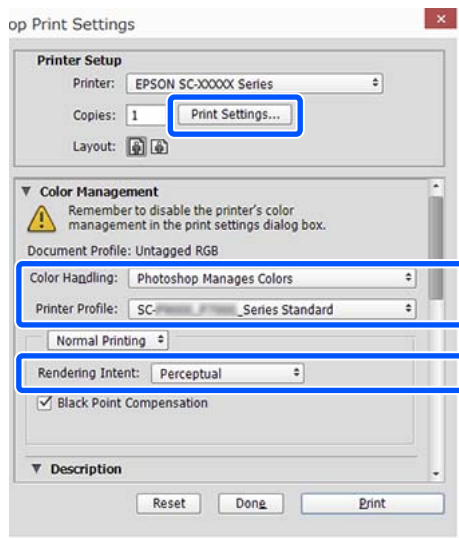 op Print Settings
Printer Setup
Printer: EPSON SC-XXXXX Series
Copies: 1 Print Settings...
Layout:
Color Management
Remember to disable the printer's color
management in the print settings dialog box.
Document Profile: Untagged RGB
Color Handling: Photoshop Manages Colors
Printer Profile: SC- _Series Standard
Normal Printing
Rendering Intent: Perceptual
Black Point Compensation
Description
Reset Done Print